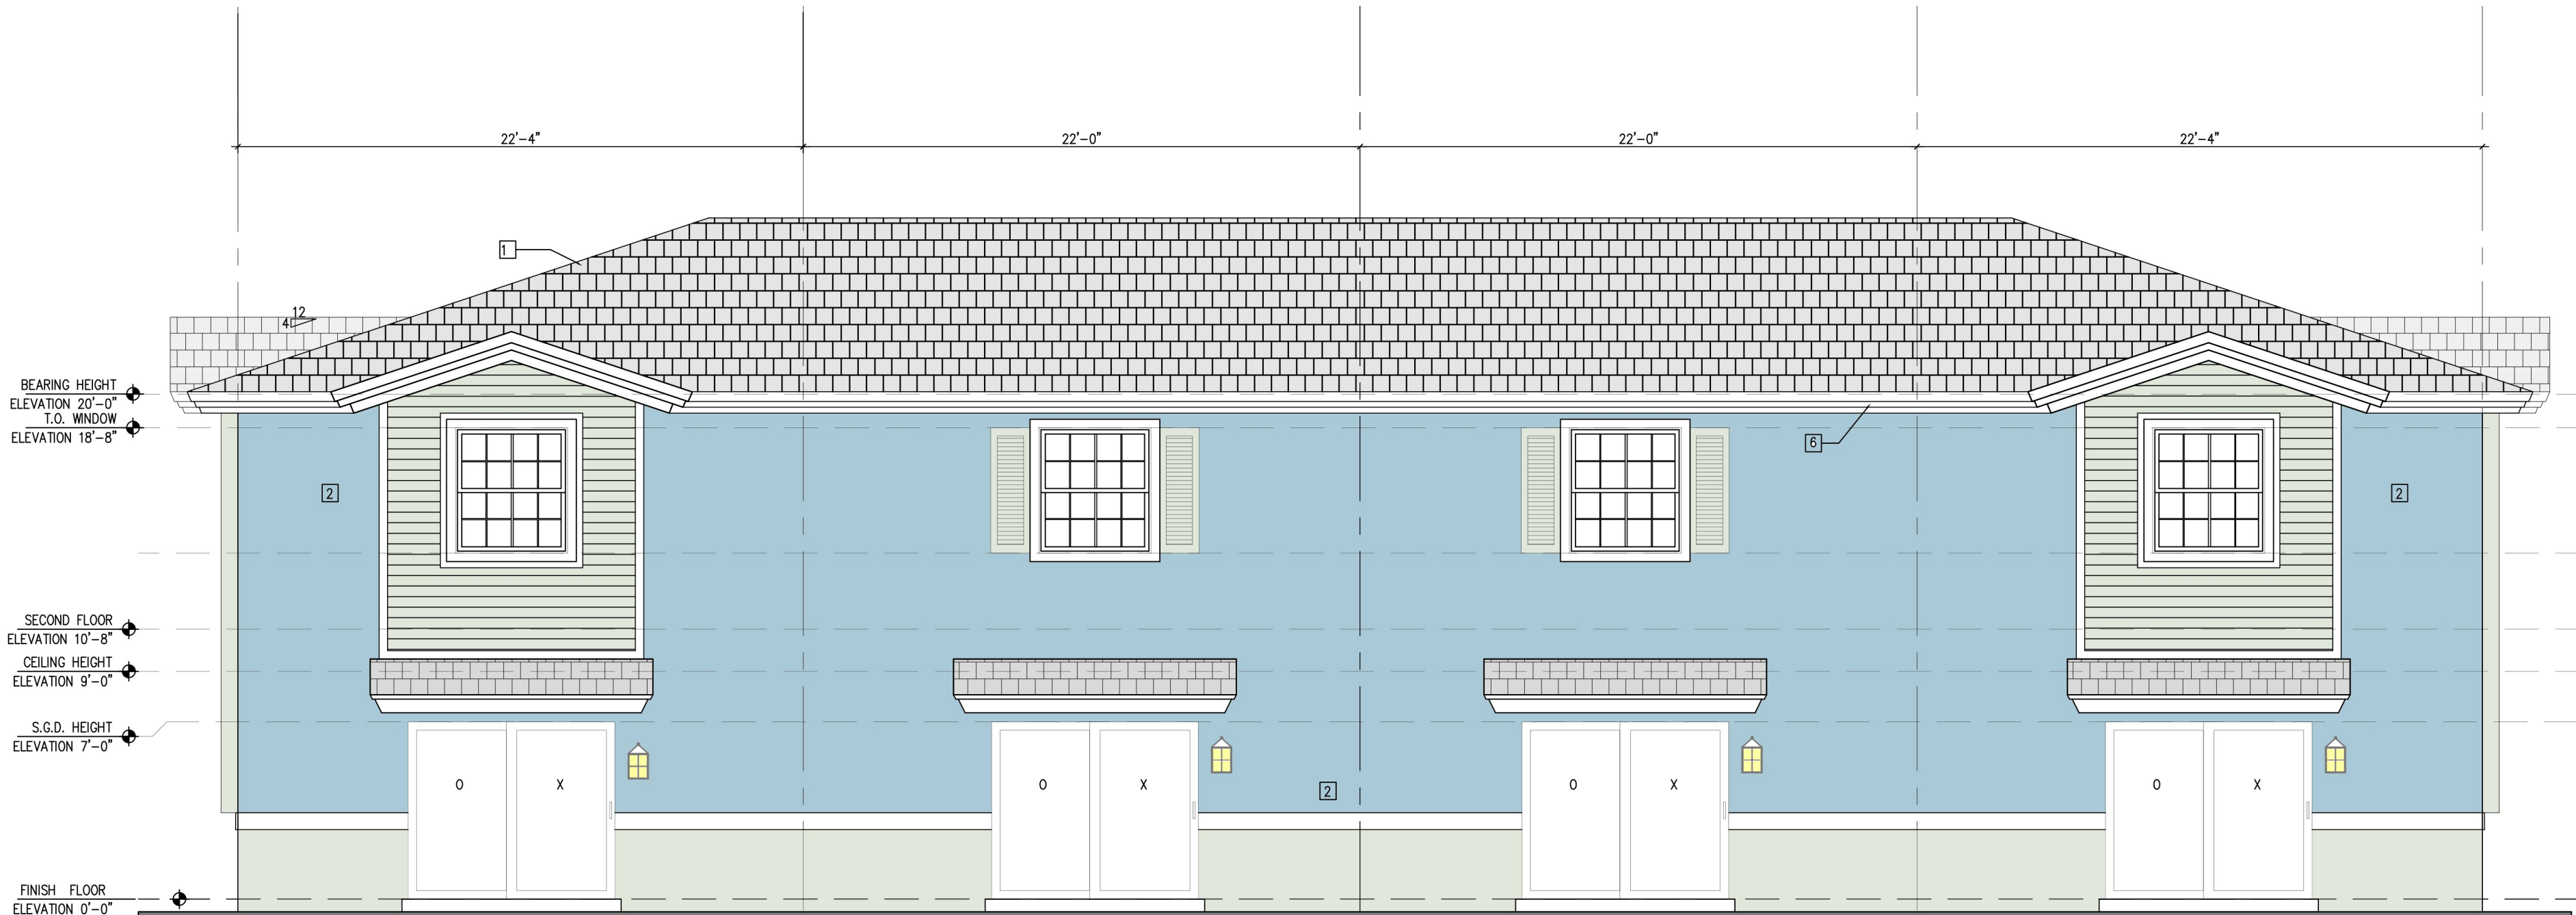 22'-4" 22'-0" 22'-0" 22'-4"
1
12
4
BEARING HEIGHT
ELEVATION 20'-0"
T.O. WINDOW
ELEVATION 18'-8"
6
2 2
SECOND FLOOR
ELEVATION 10'-8"
CEILING HEIGHT
ELEVATION 9'-0"
S.G.D. HEIGHT
ELEVATION 7'-0"
O X O X O X O X
2
FINISH FLOOR
ELEVATION 0'-0"